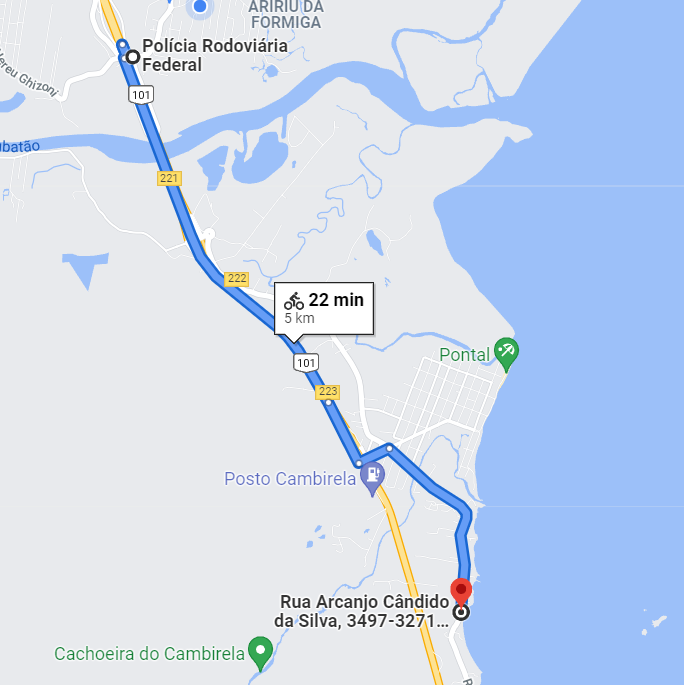 ARIRIU DA
FORMIGA
Polícia Rodoviária
Federal
Nereu Ghizoni
101
ubatão
221
222
22 min
5 km
101
Pontal
223
Posto Cambirela
Rua Arcanjo Cândido
da Silva, 3497-3271...
Cachoeira do Cambirela
R